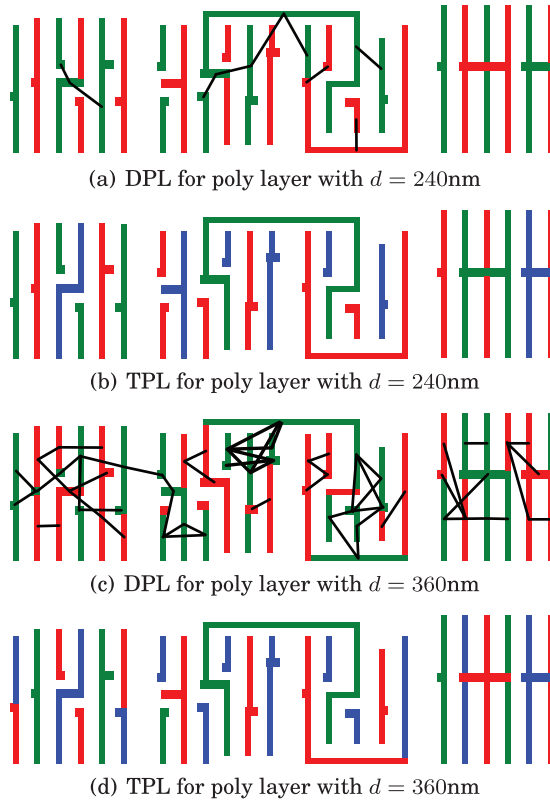 (a) DPL for poly layer with d = 240nm
(b) TPL for poly layer with d = 240nm
(c) DPL for poly layer with d = 360nm
(d) TPL for poly layer with d = 360nm